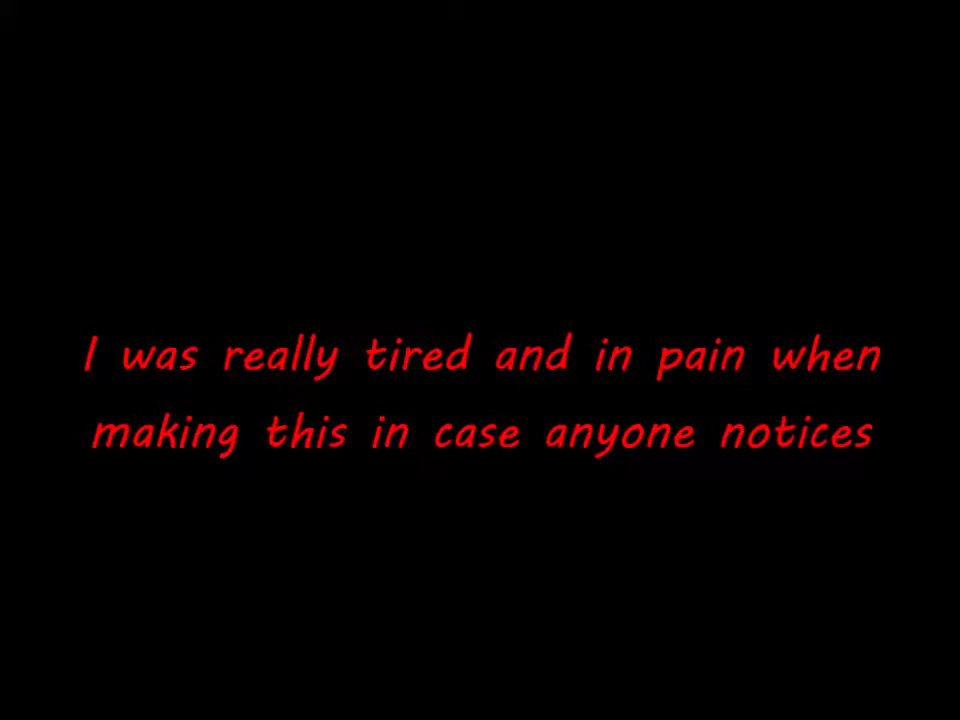 I was really tired and in pain when
making this in case anyone notices